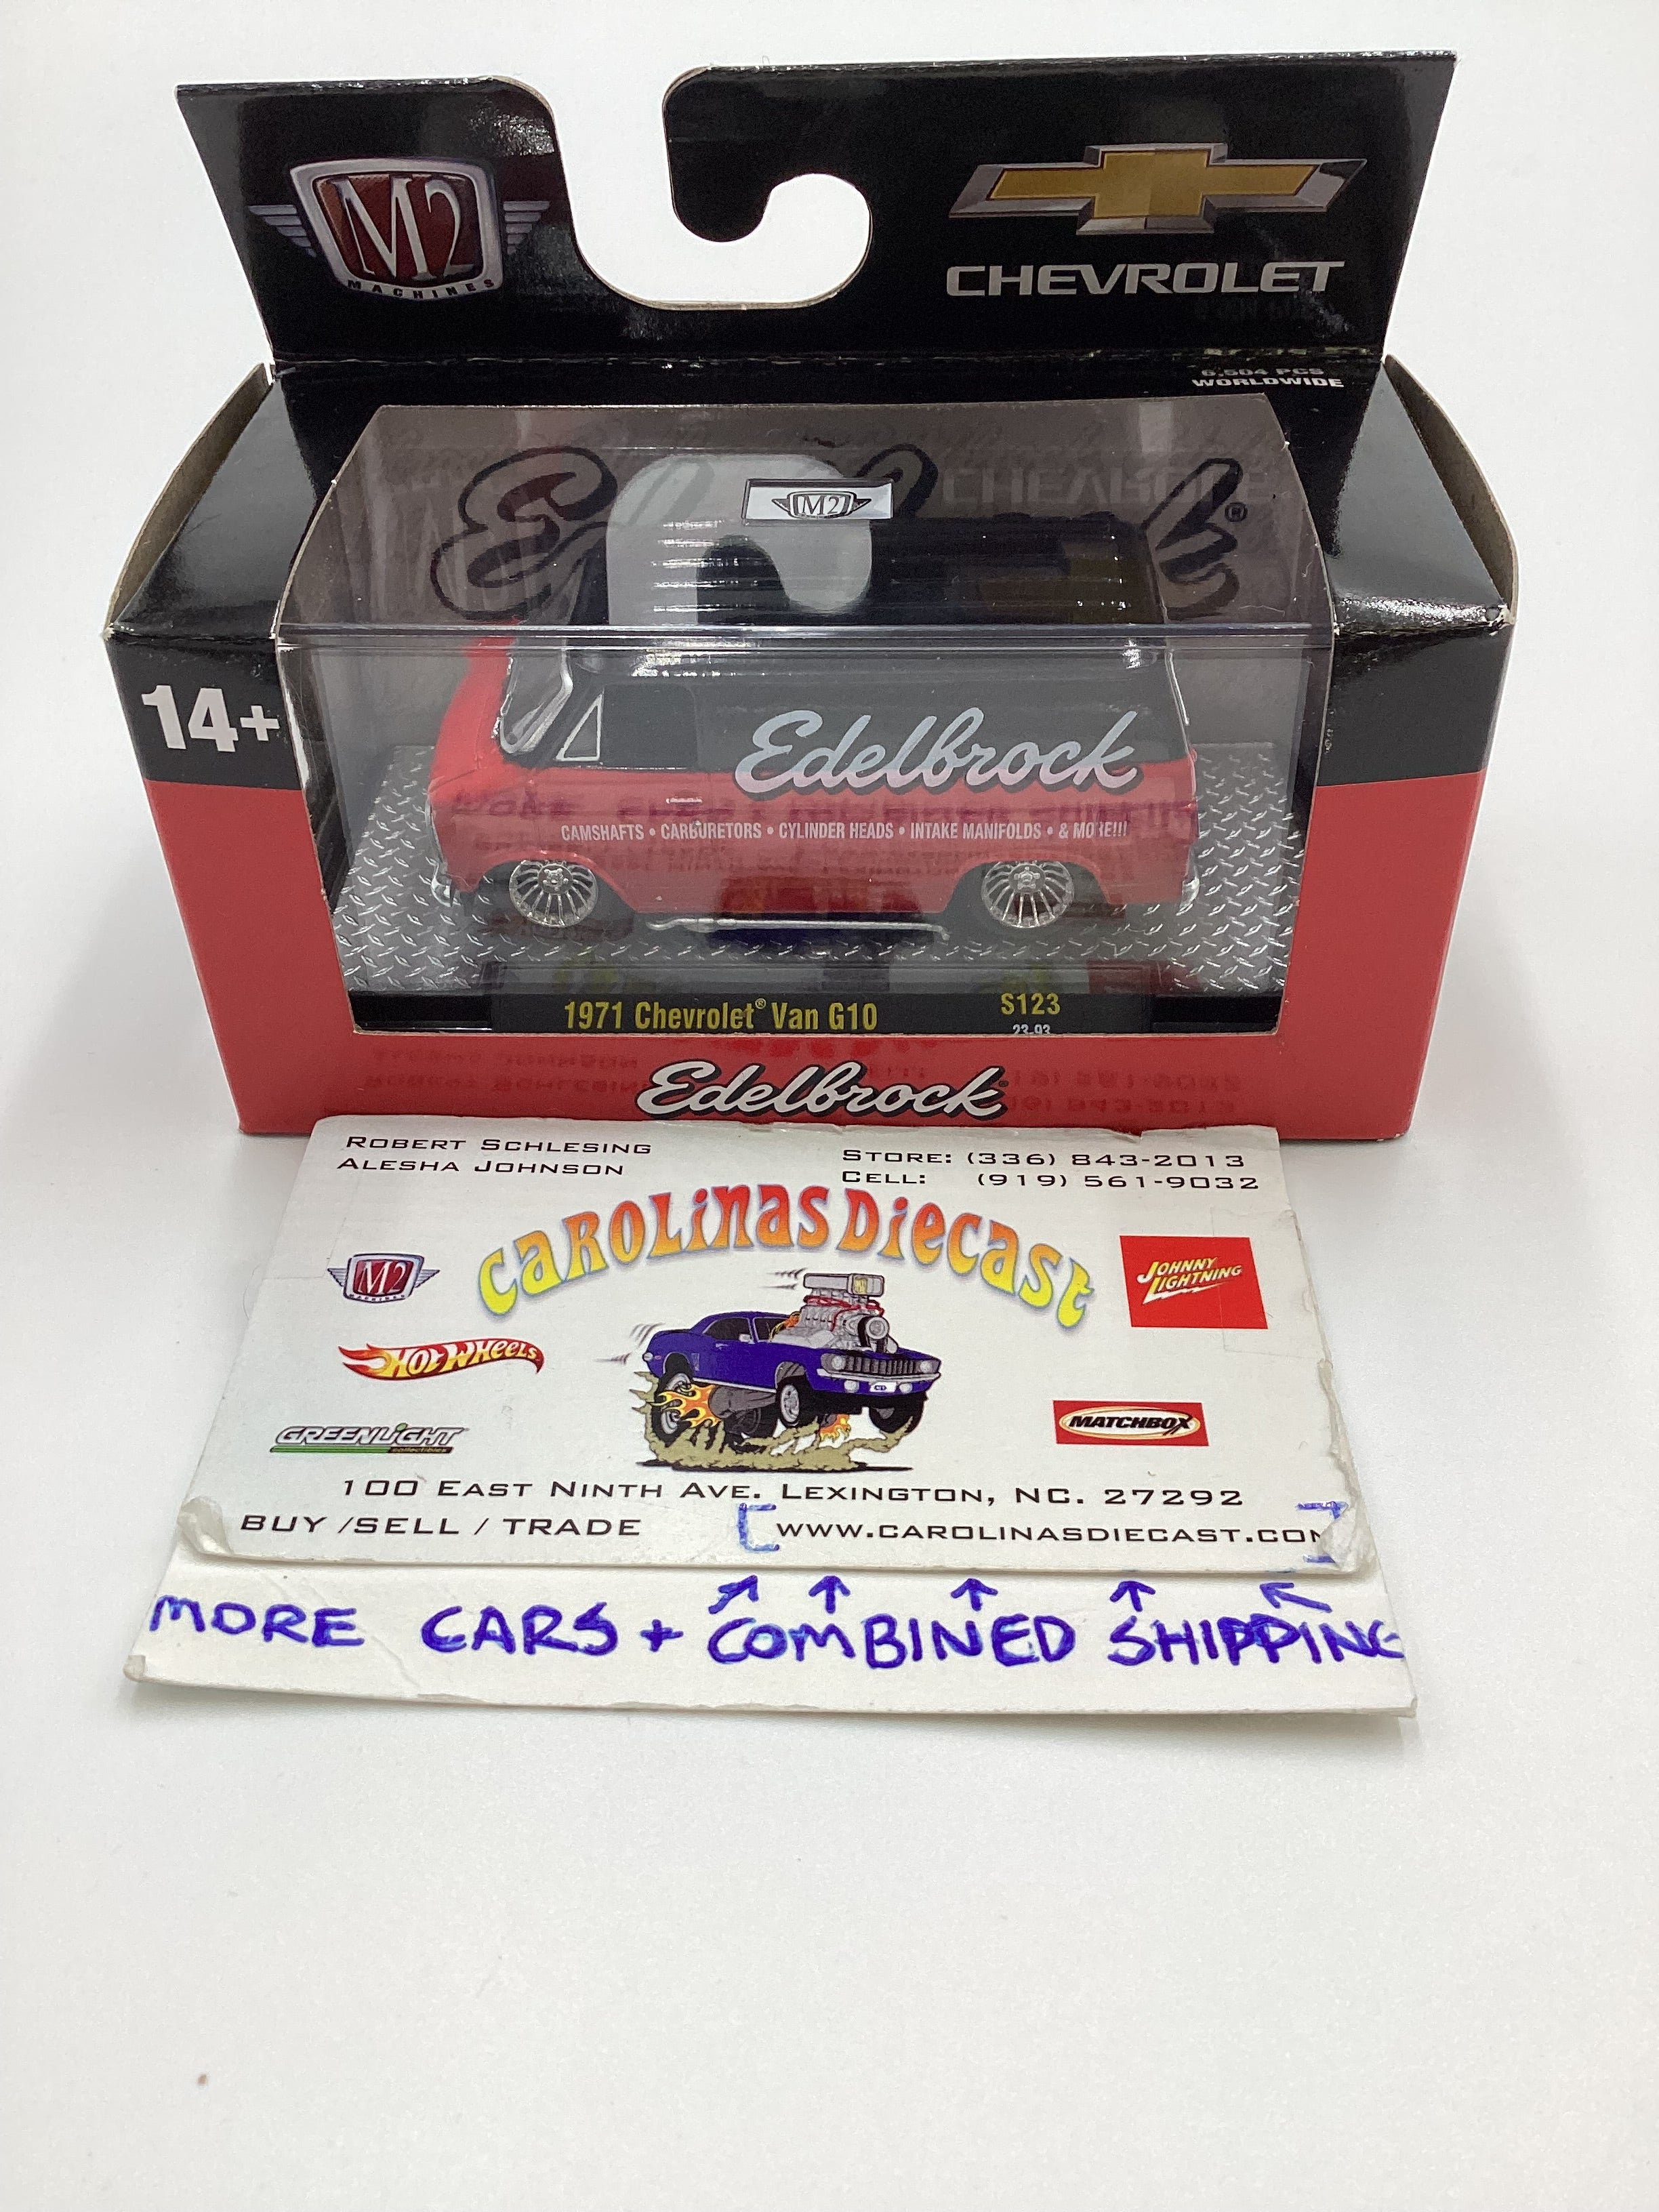 M2
MACHINES
CHEVROLET
6,504 PCS
WORLDWIDE
M2
14+
Edelbrock
CAMSHAFTS • CARBURETORS • CYLINDER HEADS • INTAKE MANIFOLDS • & MORE!!!
1971 Chevrolet® Van G10 S123
23-93
Edelbrock
ROBERT SCHLESING
ALESHA JOHNSON
STORE: (336) 843-2013
CELL: (919) 561-9032
CAROLINAS DIECAST
M2
MACHINES
JOHNNY LIGHTNING
HOT WHEELS
GREENLIGHT
collectibles
MATCHBOX
100 EAST NINTH AVE. LEXINGTON, NC. 27292
BUY /SELL / TRADE [WWW.CAROLINASDIECAST.COM]
MORE CARS + COMBINED SHIPPING